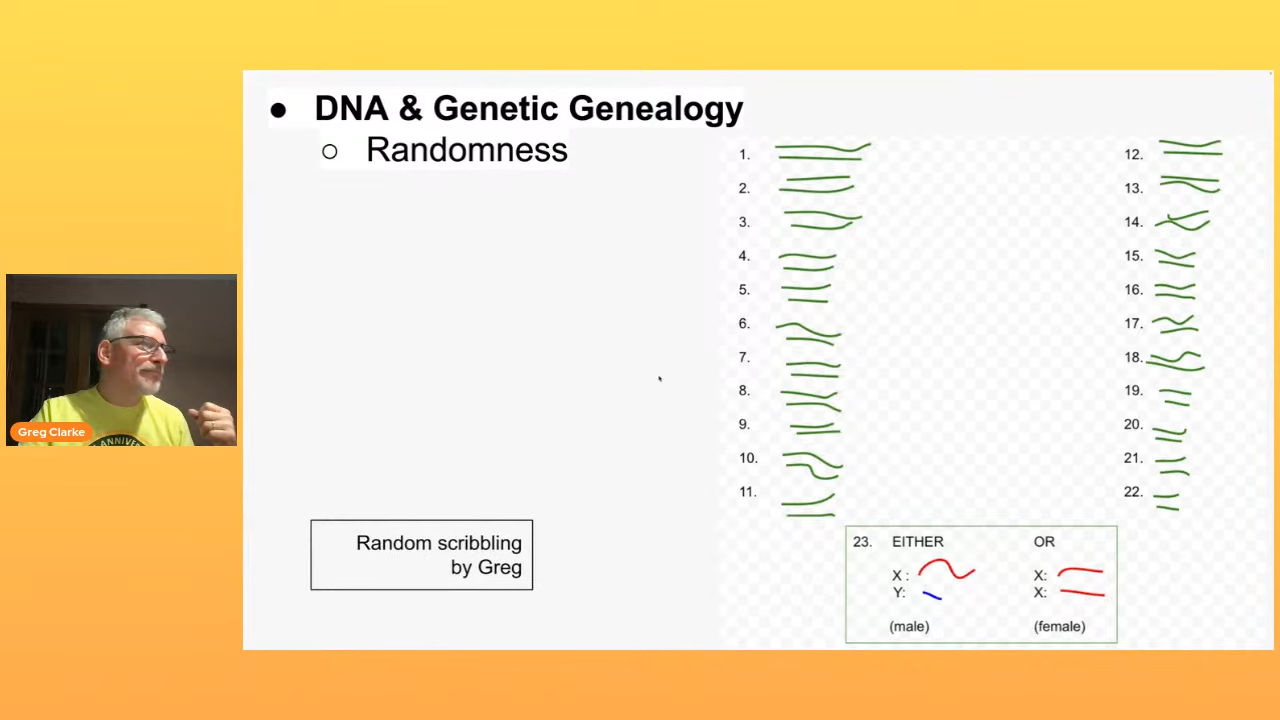 ● DNA & Genetic Genealogy
○ Randomness
1.
2.
3.
4.
5.
6.
7.
8.
9.
10.
11.
12.
13.
14.
15.
16.
17.
18.
19.
20.
21.
22.
23. EITHER OR
X : X:
Y: X:
(male) (female)
Random scribbling
by Greg
Greg Clarke